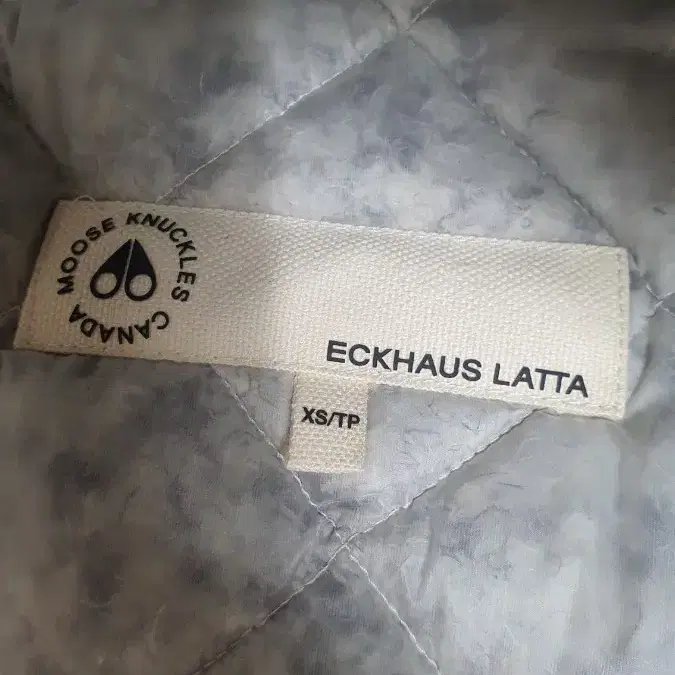 MOOSE KNUCKLES CANADA
ECKHAUS LATTA
XS/TP